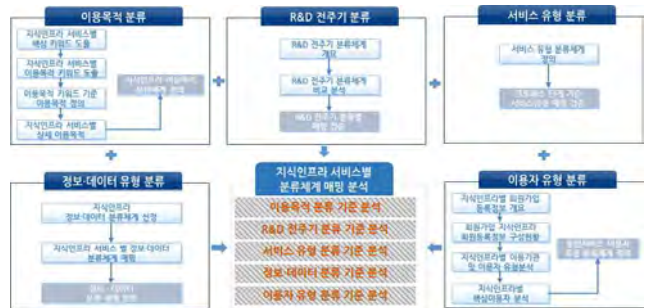 이용목적 분류
지식인프라 서비스별
핵심 키워드 도출
지식인프라 서비스별
이용목적 키워드 도출
이용목적 키워드 기준
이용목적 정의
지식인프라 서비스별
상세 이용목적
R&D 전주기 분류
R&D 전주기 분류체계
개요
R&D 전주기 분류체계
비교 분석
서비스 유형 분류
서비스 유형 분류체계
정의
정보·데이터 유형 분류
지식인프라
정보·데이터 분류체계 선정
지식인프라 서비스 별 정보·데이터
분류체계 매핑
지식인프라 서비스별
분류체계 매핑 분석
이용목적 분류 기준 분석
R&D 전주기 분류 기준 분석
서비스 유형 분류 기준 분석
정보 데이터 분류 기준 분석
이용자 유형 분류 기준 분석
이용자 유형 분류
지식인프라별 회원가입
등록정보 개요
회원가입 지식인프라
회원등록정보 구성현황
지식인프라별 이용기관
및 이용자 유형분석
지식인프라별
핵심이용자 분석